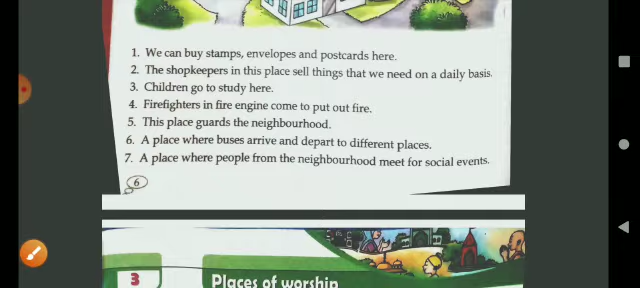 1. We can buy stamps, envelopes and postcards here.
2. The shopkeepers in this place sell things that we need on a daily basis.
3. Children go to study here.
4. Firefighters in fire engine come to put out fire.
5. This place guards the neighbourhood.
6. A place where buses arrive and depart to different places.
7. A place where people from the neighbourhood meet for social events.
6
3 Places of worship